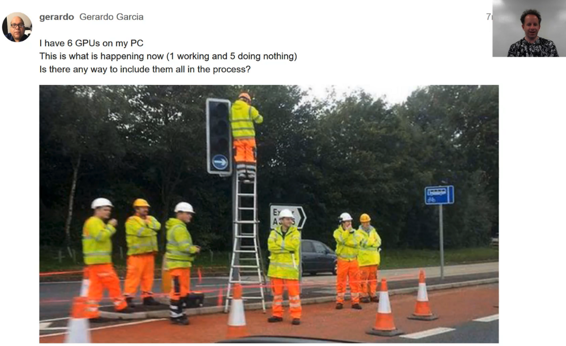 gerardo Gerardo Garcia
I have 6 GPUs on my PC
This is what is happening now (1 working and 5 doing nothing)
Is there any way to include them all in the process?